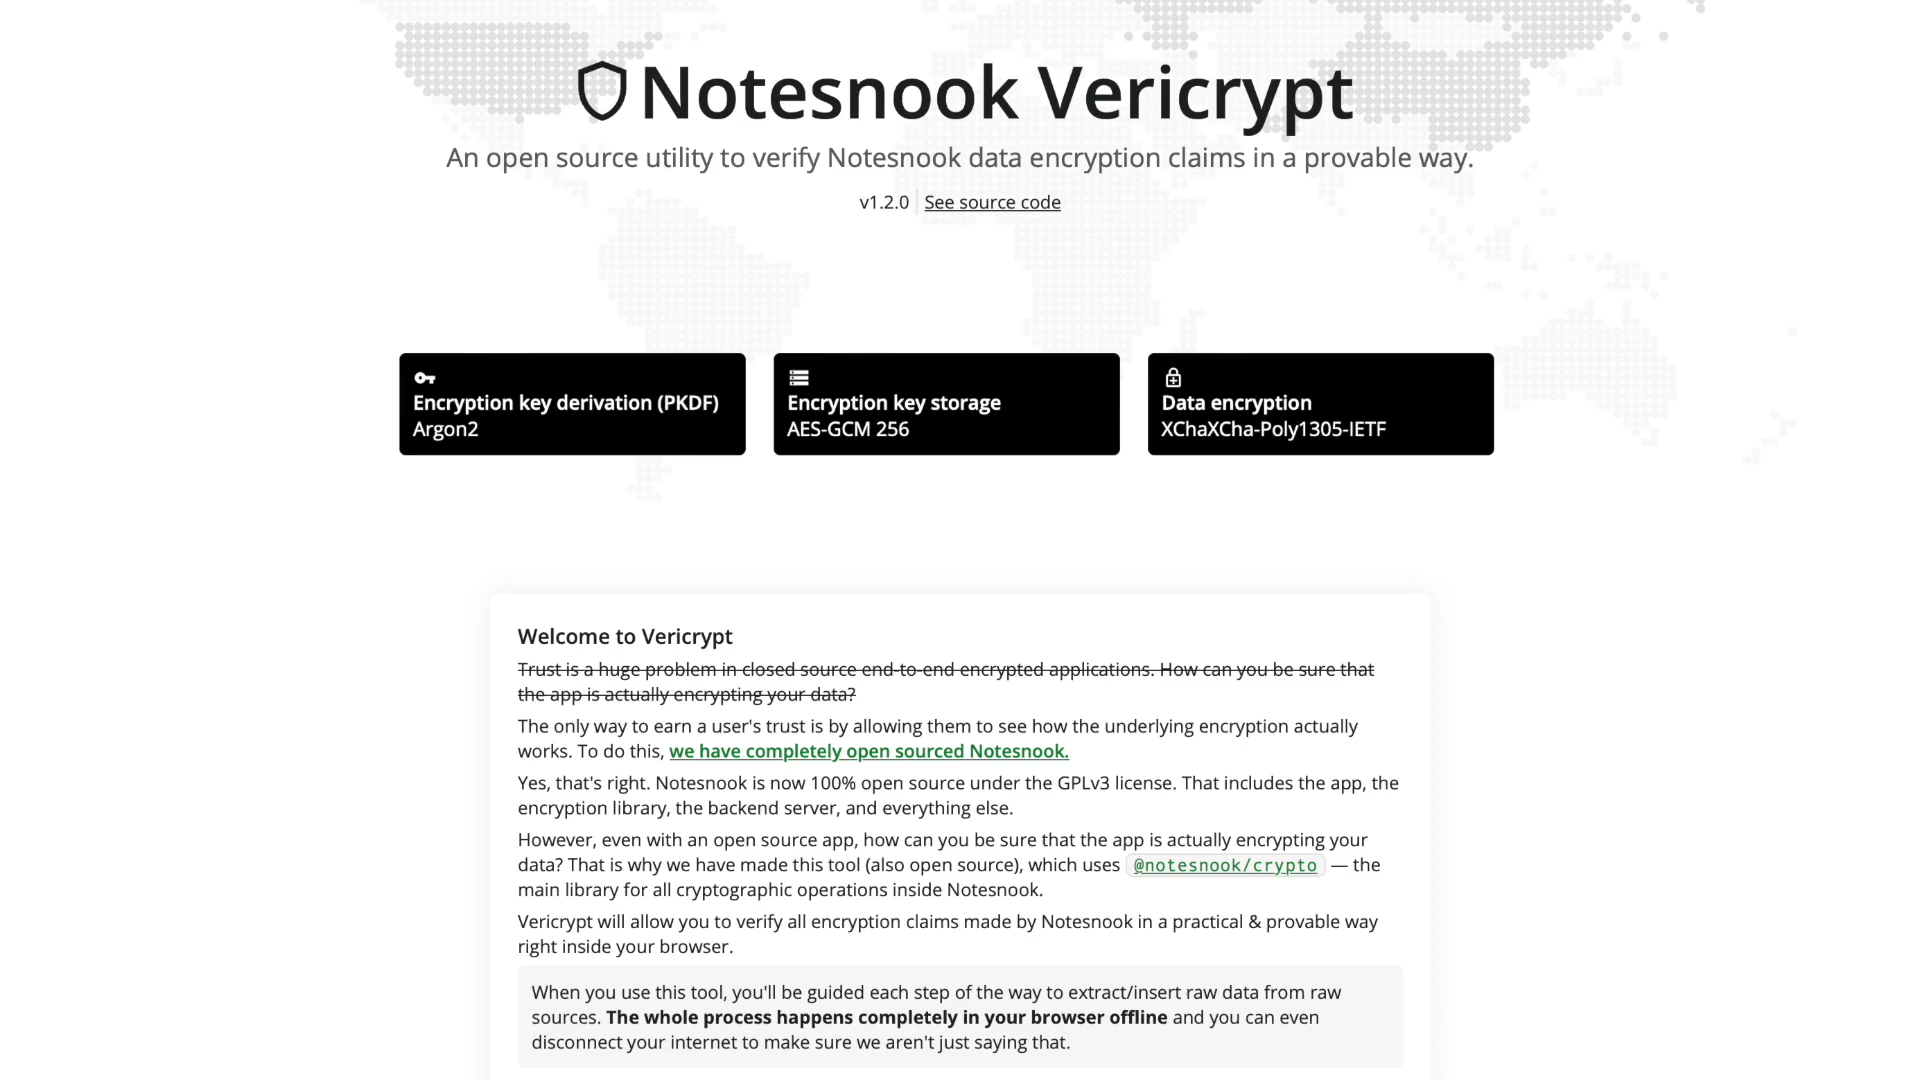 Notesnook Vericrypt
An open source utility to verify Notesnook data encryption claims in a provable way.
v1.2.0 See source code
Encryption key derivation (PKDF)
Argon2
Encryption key storage
AES-GCM 256
Data encryption
XChaXCha-Poly1305-IETF
Welcome to Vericrypt
Trust is a huge problem in closed source end-to-end encrypted applications. How can you be sure that
the app is actually encrypting your data?
The only way to earn a user's trust is by allowing them to see how the underlying encryption actually
works. To do this, we have completely open sourced Notesnook.
Yes, that's right. Notesnook is now 100% open source under the GPLv3 license. That includes the app, the
encryption library, the backend server, and everything else.
However, even with an open source app, how can you be sure that the app is actually encrypting your
data? That is why we have made this tool (also open source), which uses @notesnook/crypto — the
main library for all cryptographic operations inside Notesnook.
Vericrypt will allow you to verify all encryption claims made by Notesnook in a practical & provable way
right inside your browser.
When you use this tool, you'll be guided each step of the way to extract/insert raw data from raw
sources. The whole process happens completely in your browser offline and you can even
disconnect your internet to make sure we aren't just saying that.